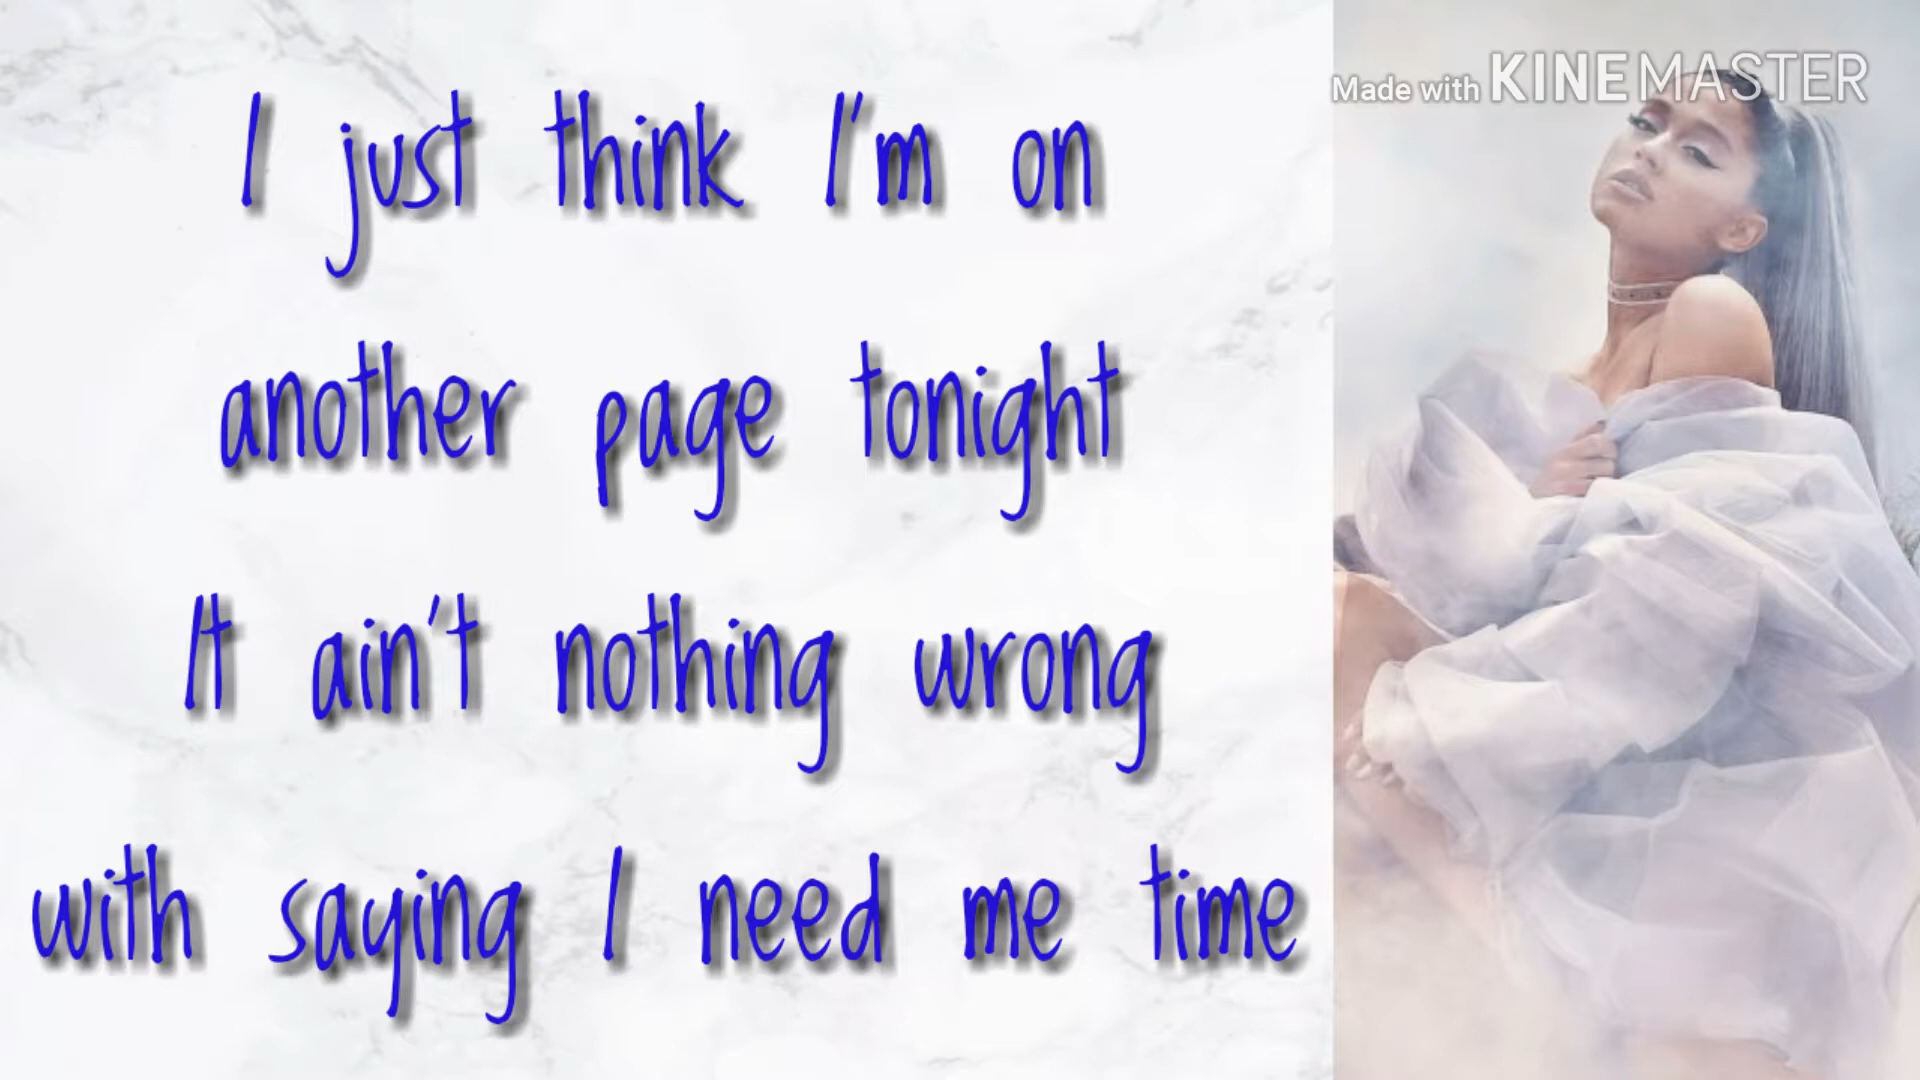 Made with KINEMASTER
I just think I'm on
another page tonight
It ain't nothing wrong
with saying I need me time